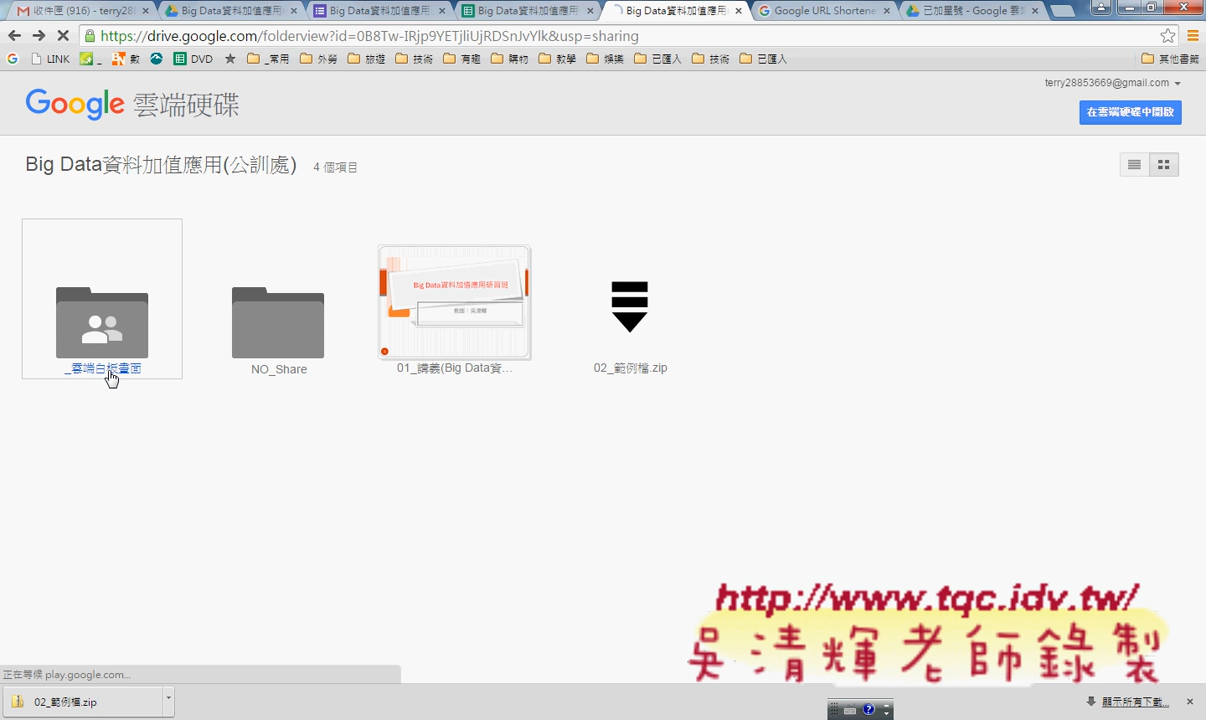 收件匣 (916) - terry28
Big Data資料加值應用
Big Data資料加值應用
Big Data資料加值應用
Big Data資料加值應用
Google URL Shortene
已加星號 - Google 雲
https://drive.google.com/folderview?id=0B8Tw-IRjp9YETjliUjRDSnJvYlk&usp=sharing
LINK
數
DVD
_常用
外勞
旅遊
技術
有趣
購物
教學
娛樂
已匯入
技術
已匯入
其他書籤
terry28853669@gmail.com
Google 雲端硬碟
在雲端硬碟中開啟
Big Data資料加值應用(公訓處) 4 個項目
Big Data資料加值應用研習班
教師：吳清輝
_雲端白板畫面
NO_Share
01_講義(Big Data資...
02_範例檔.zip
http://www.tqc.idv.tw/
吳清輝老師錄製
正在等候 play.google.com...
02_範例檔.zip
顯示所有下載...